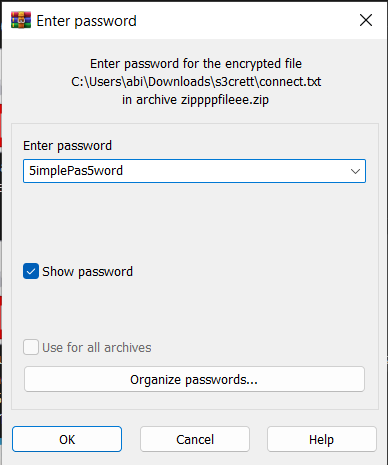 Enter password
Enter password for the encrypted file
C:\Users\abi\Downloads\s3crett\connect.txt
in archive zippppfileee.zip
Enter password
5implePas5word
Show password
Use for all archives
Organize passwords...
OK
Cancel
Help